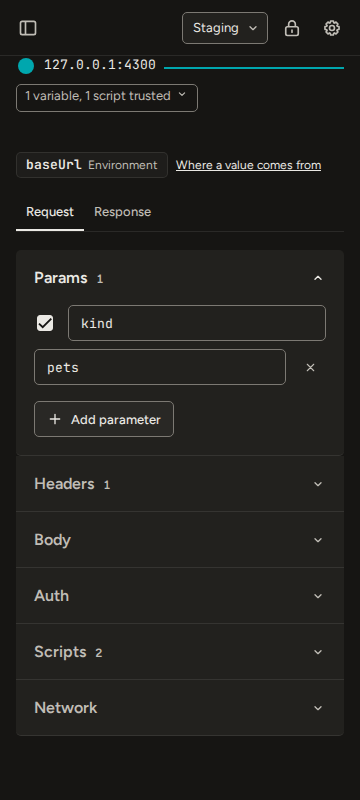 Staging
127.0.0.1:4300
1 variable, 1 script trusted
baseUrl Environment Where a value comes from
Request Response
Params 1
kind
pets
Add parameter
Headers 1
Body
Auth
Scripts 2
Network